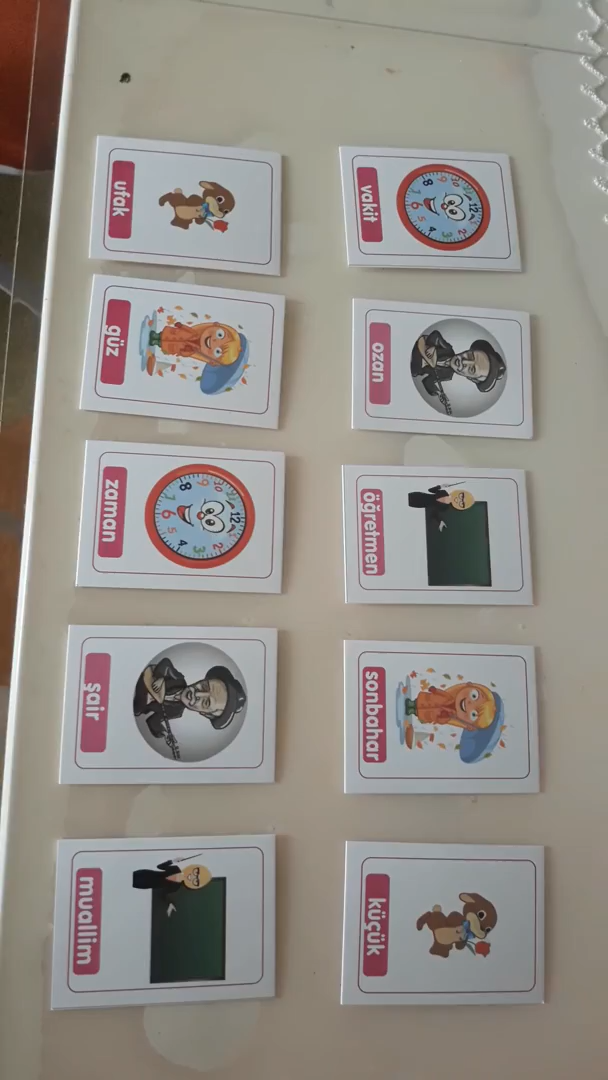 vakit
ozan
öğretmen
sonbahar
küçük
ufak
güz
zaman
şair
muallim